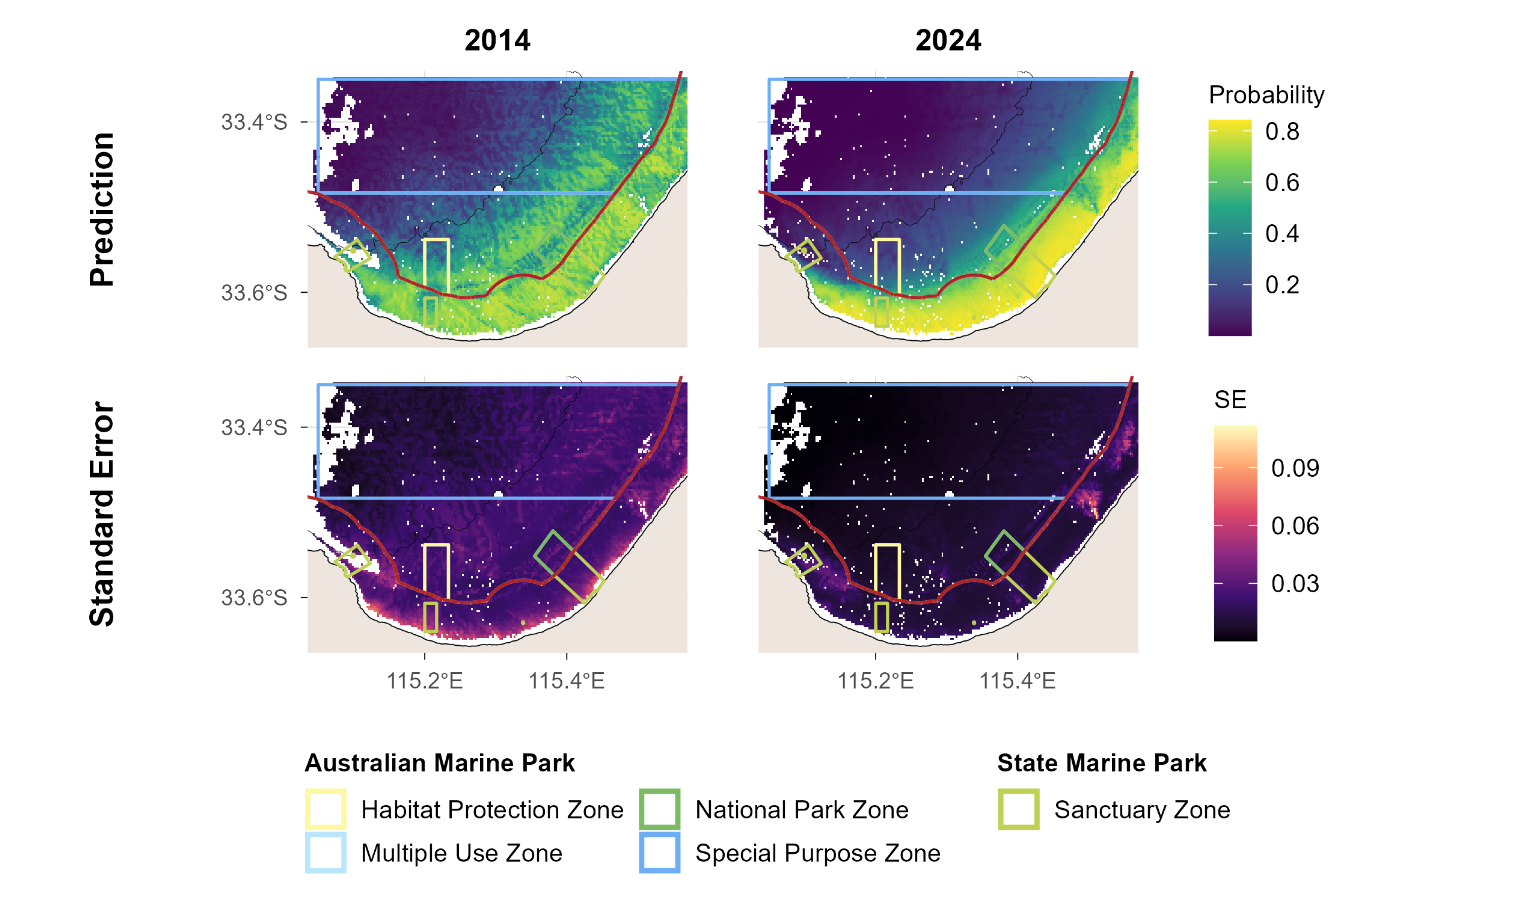 2014
2024
Prediction
33.4°S
33.6°S
Probability
0.8
0.6
0.4
0.2
Standard Error
33.4°S
33.6°S
SE
0.09
0.06
0.03
115.2°E
115.4°E
115.2°E
115.4°E
Australian Marine Park
State Marine Park
Habitat Protection Zone
National Park Zone
Sanctuary Zone
Multiple Use Zone
Special Purpose Zone